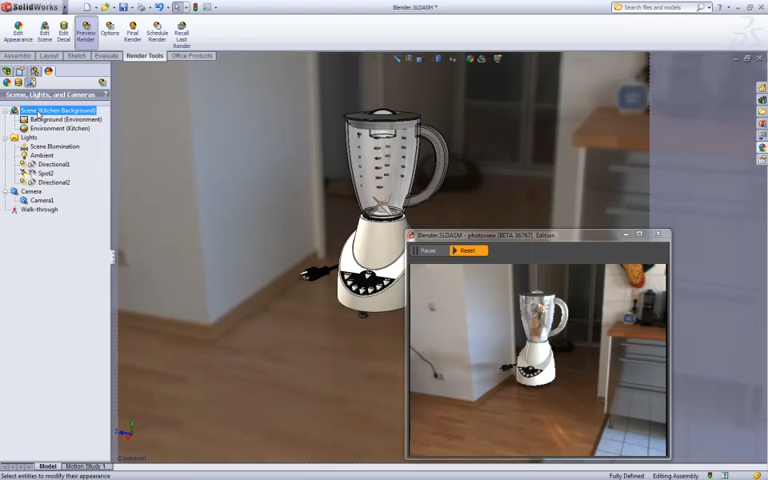 SolidWorks
Blender.SLDASM *
Search files and models
Edit Appearance
Edit Scene
Edit Decal
Preview Render
Options
Final Render
Schedule Render
Recall Last Render
Assembly
Layout
Sketch
Evaluate
Render Tools
Office Products
Scene, Lights, and Cameras
?
Scene (Kitchen Background)
Background (Environment)
Environment (Kitchen)
Lights
Scene Illumination
Ambient
Directional1
Spot2
Directional2
Camera
Camera1
Walk-through
Blender.SLDASM - photoview [BETA 36767] Edition
Pause
Reset
Camera1
Model
Motion Study 1
Select entities to modify their appearance
Fully Defined
Editing Assembly